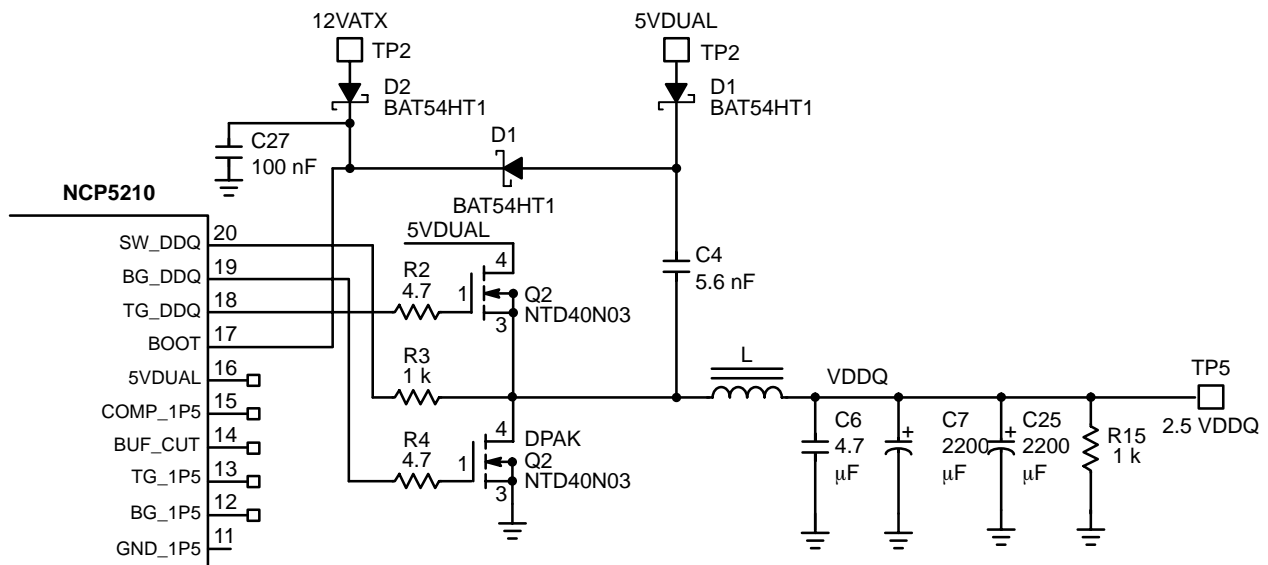 12VATX
TP2
D2
BAT54HT1
5VDUAL
TP2
D1
BAT54HT1
C27
100 nF
D1
BAT54HT1
NCP5210
SW_DDQ 20
BG_DDQ 19
TG_DDQ 18
BOOT 17
5VDUAL 16
COMP_1P5 15
BUF_CUT 14
TG_1P5 13
BG_1P5 12
GND_1P5 11
5VDUAL
R2
4.7
4
1
3
Q2
NTD40N03
C4
5.6 nF
R3
1 k
R4
4.7
4
1
3
DPAK
Q2
NTD40N03
L
VDDQ
TP5
2.5 VDDQ
C6
4.7
μF
+
C7
2200
μF
+
C25
2200
μF
R15
1 k